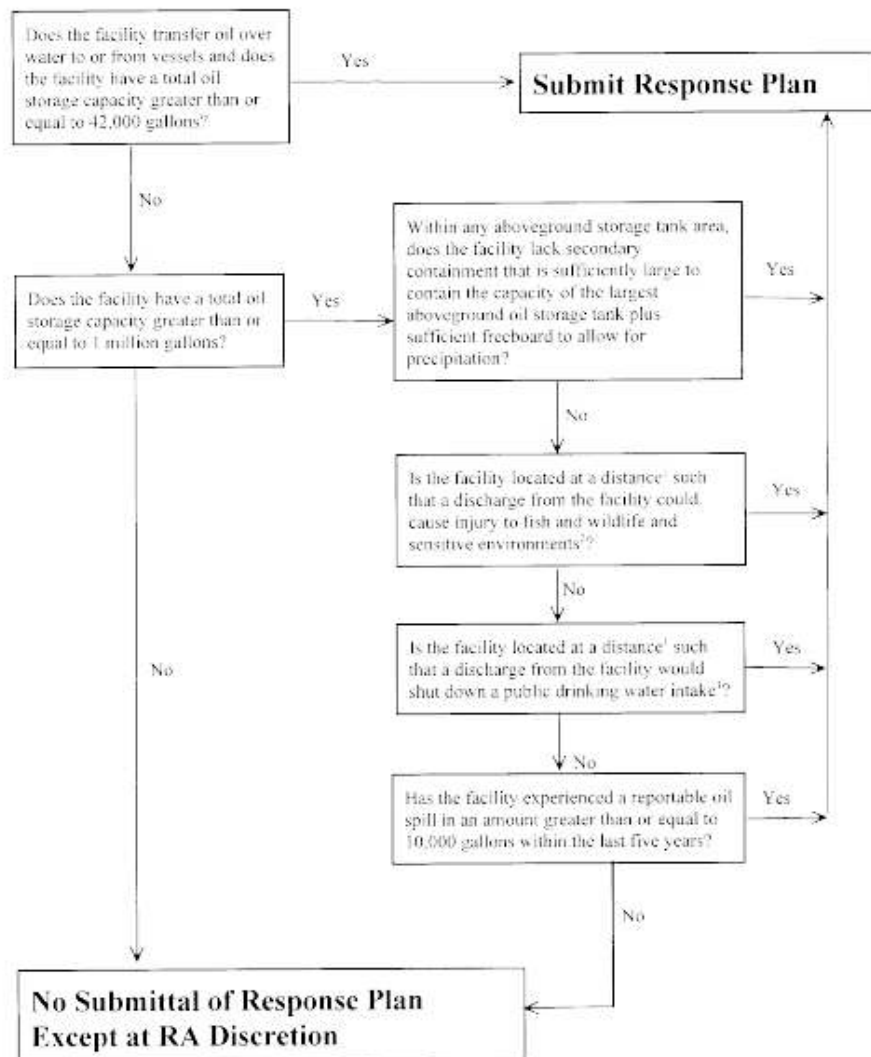 Does the facility transfer oil over
water to or from vessels and does
the facility have a total oil
storage capacity greater than or
equal to 42,000 gallons?
Yes
Submit Response Plan
No
Does the facility have a total oil
storage capacity greater than or
equal to 1 million gallons?
Yes
Within any aboveground storage tank area,
does the facility lack secondary
containment that is sufficiently large to
contain the capacity of the largest
aboveground oil storage tank plus
sufficient freeboard to allow for
precipitation?
Yes
No
Is the facility located at a distance¹ such
that a discharge from the facility could
cause injury to fish and wildlife and
sensitive environments²?
Yes
No
Is the facility located at a distance¹ such
that a discharge from the facility would
shut down a public drinking water intake³?
Yes
No
No
Has the facility experienced a reportable oil
spill in an amount greater than or equal to
10,000 gallons within the last five years?
Yes
No
No Submittal of Response Plan
Except at RA Discretion